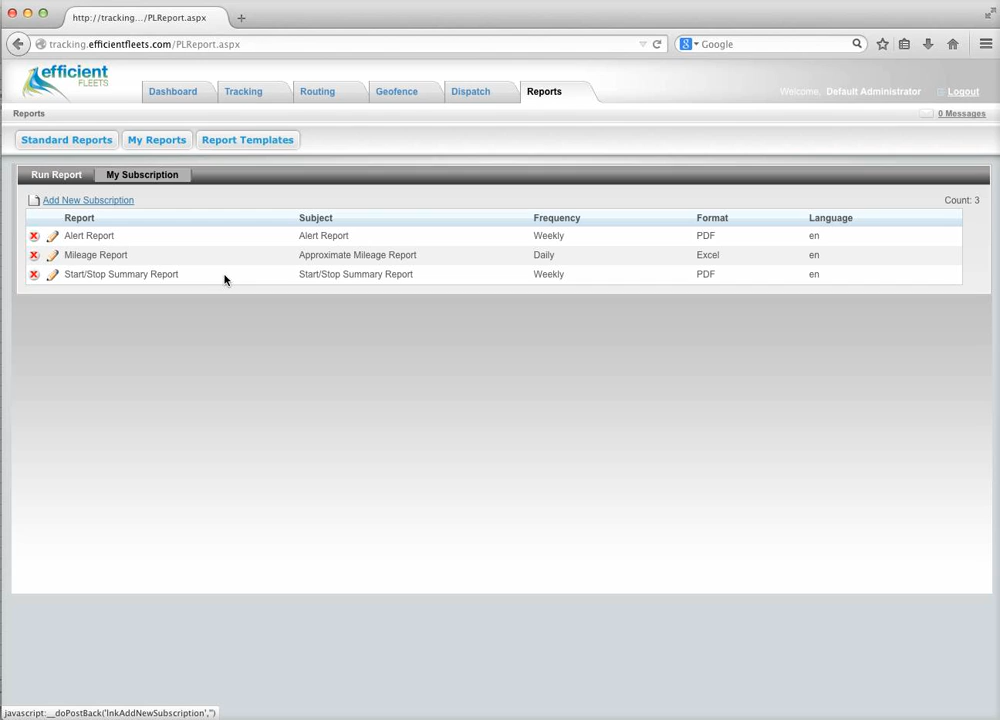 http://tracking.../PLReport.aspx
tracking.efficientfleets.com/PLReport.aspx
Google
efficient
FLEETS
Dashboard
Tracking
Routing
Geofence
Dispatch
Reports
Welcome, Default Administrator
Logout
Reports
0 Messages
Standard Reports
My Reports
Report Templates
Run Report
My Subscription
Add New Subscription
Count: 3
Report Subject Frequency Format Language
Alert Report Alert Report Weekly PDF en
Mileage Report Approximate Mileage Report Daily Excel en
Start/Stop Summary Report Start/Stop Summary Report Weekly PDF en
javascript:__doPostBack('lnkAddNewSubscription','')